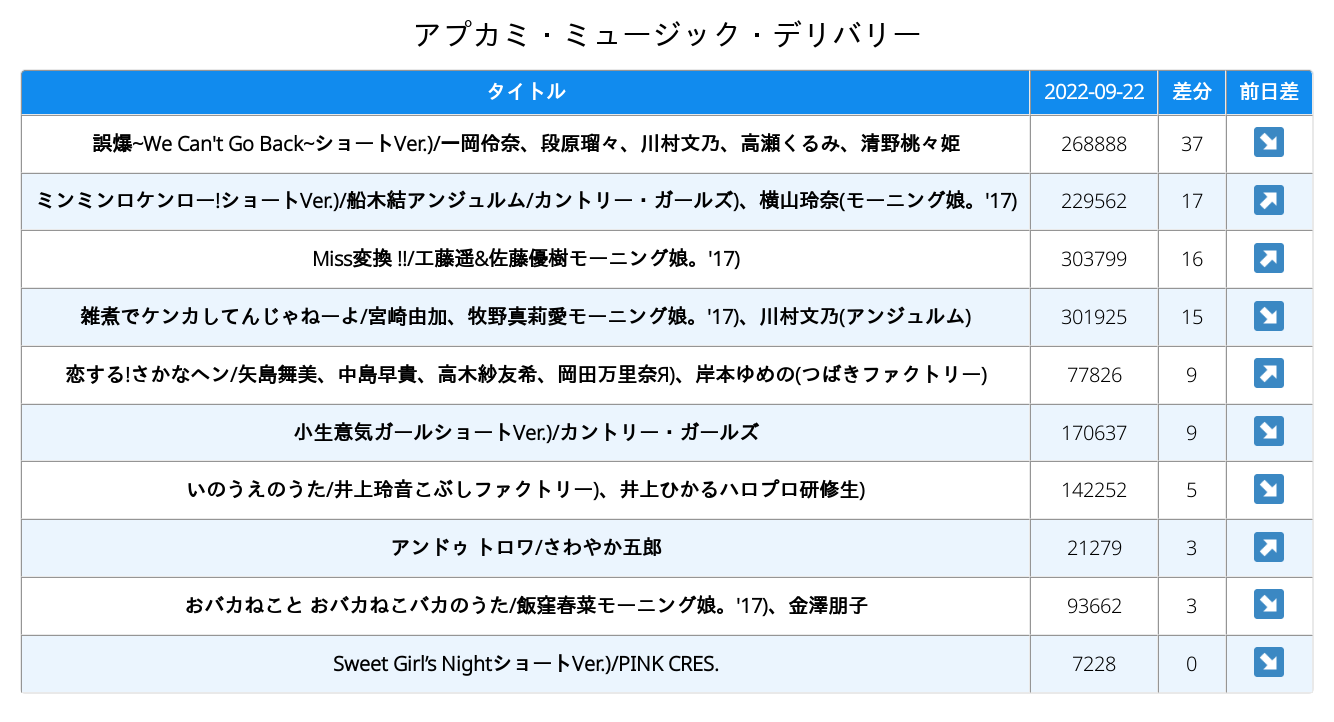 アプカミ・ミュージック・デリバリー
タイトル 2022-09-22 差分 前日差
誤爆~We Can't Go Back~ショートVer.)/一岡伶奈、段原瑠々、川村文乃、高瀬くるみ、清野桃々姫 268888 37
ミンミンロケンロー!ショートVer.)/船木結アンジュルム/カントリー・ガールズ)、横山玲奈(モーニング娘。'17) 229562 17
Miss変換 !!/工藤遥&佐藤優樹モーニング娘。'17) 303799 16
雑煮でケンカしてんじゃねーよ/宮崎由加、牧野真莉愛モーニング娘。'17)、川村文乃(アンジュルム) 301925 15
恋する!さかなヘン/矢島舞美、中島早貴、高木紗友希、岡田万里奈Я)、岸本ゆめの(つばきファクトリー) 77826 9
小生意気ガールショートVer.)/カントリー・ガールズ 170637 9
いのうえのうた/井上玲音こぶしファクトリー)、井上ひかるハロプロ研修生) 142252 5
アンドゥ トロワ/さわやか五郎 21279 3
おバカねこと おバカねこバカのうた/飯窪春菜モーニング娘。'17)、金澤朋子 93662 3
Sweet Girl’s NightショートVer.)/PINK CRES. 7228 0